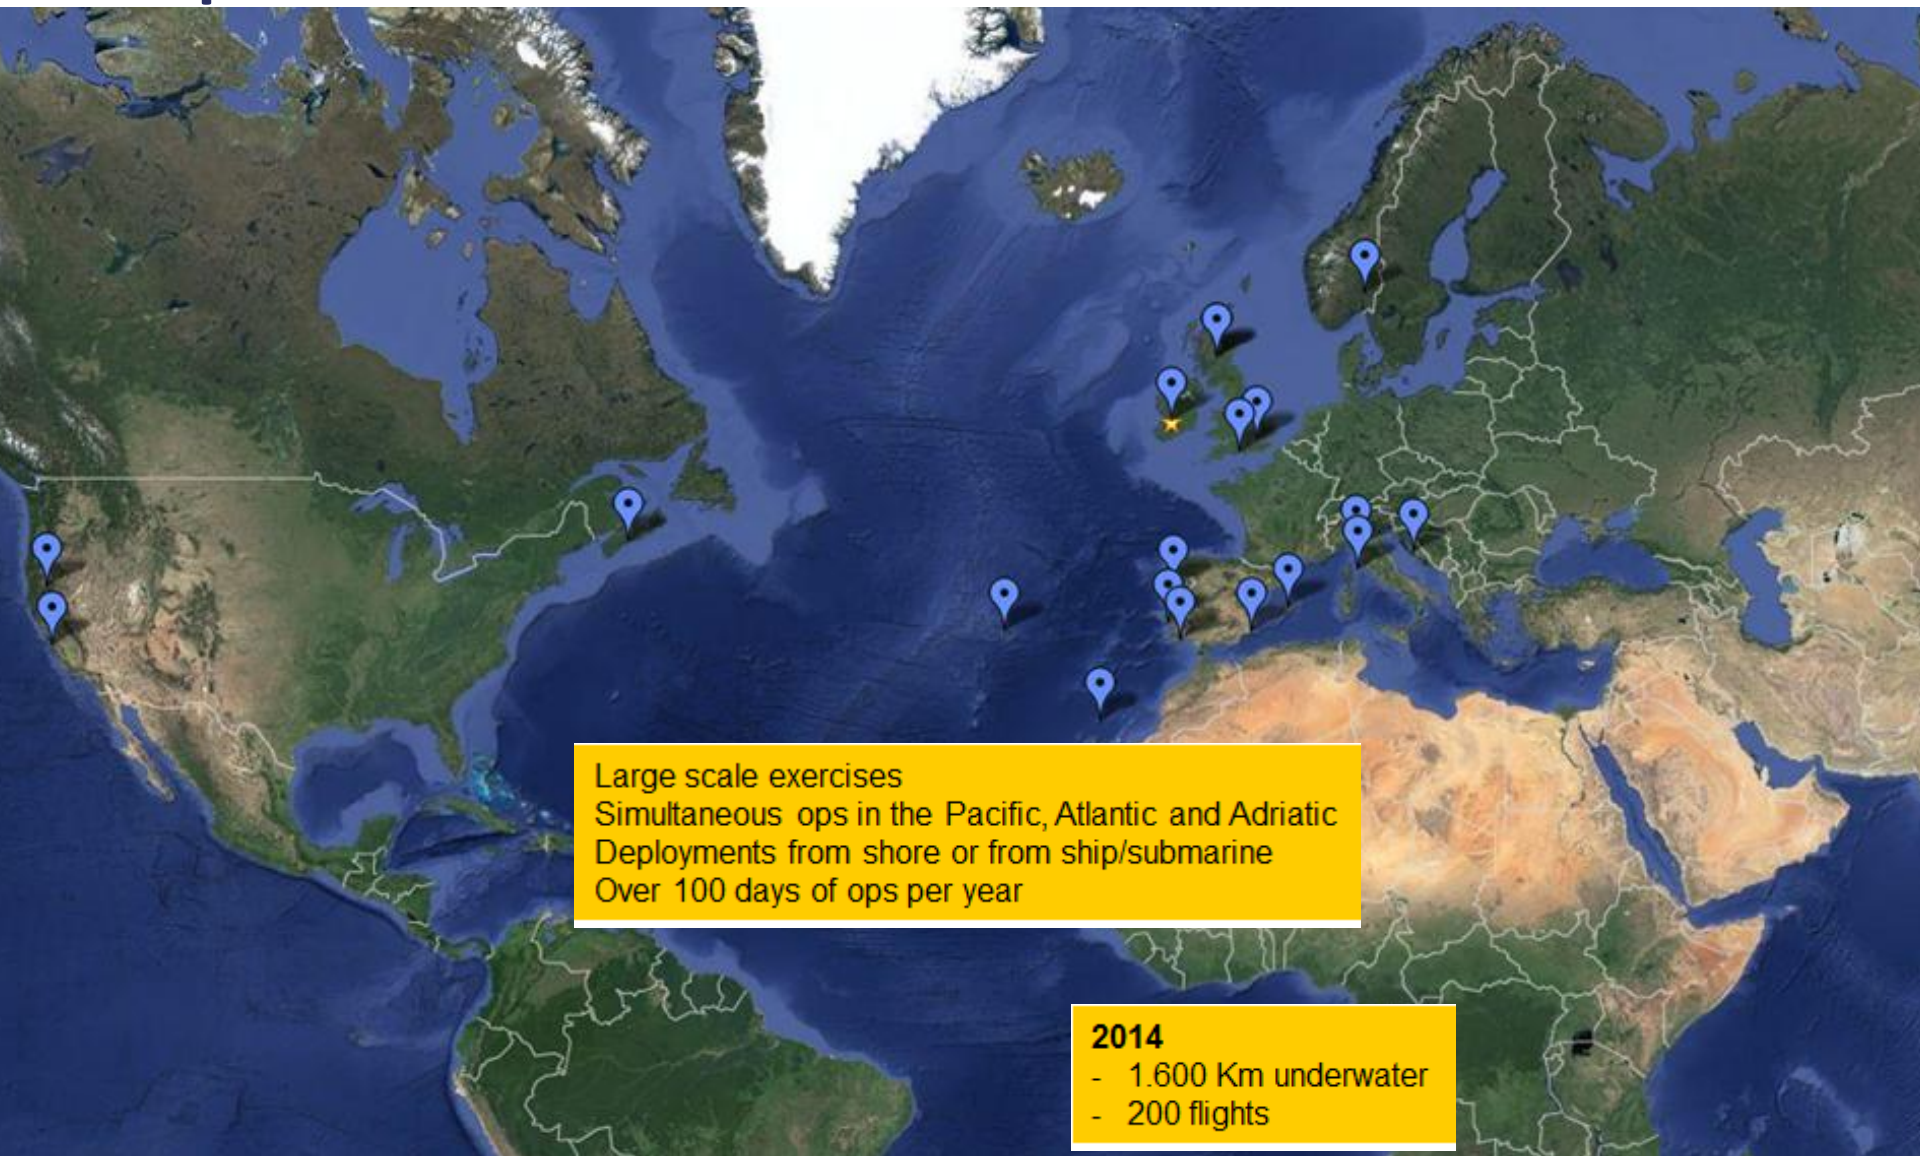 Large scale exercises
Simultaneous ops in the Pacific, Atlantic and Adriatic
Deployments from shore or from ship/submarine
Over 100 days of ops per year
2014
- 1.600 Km underwater
- 200 flights